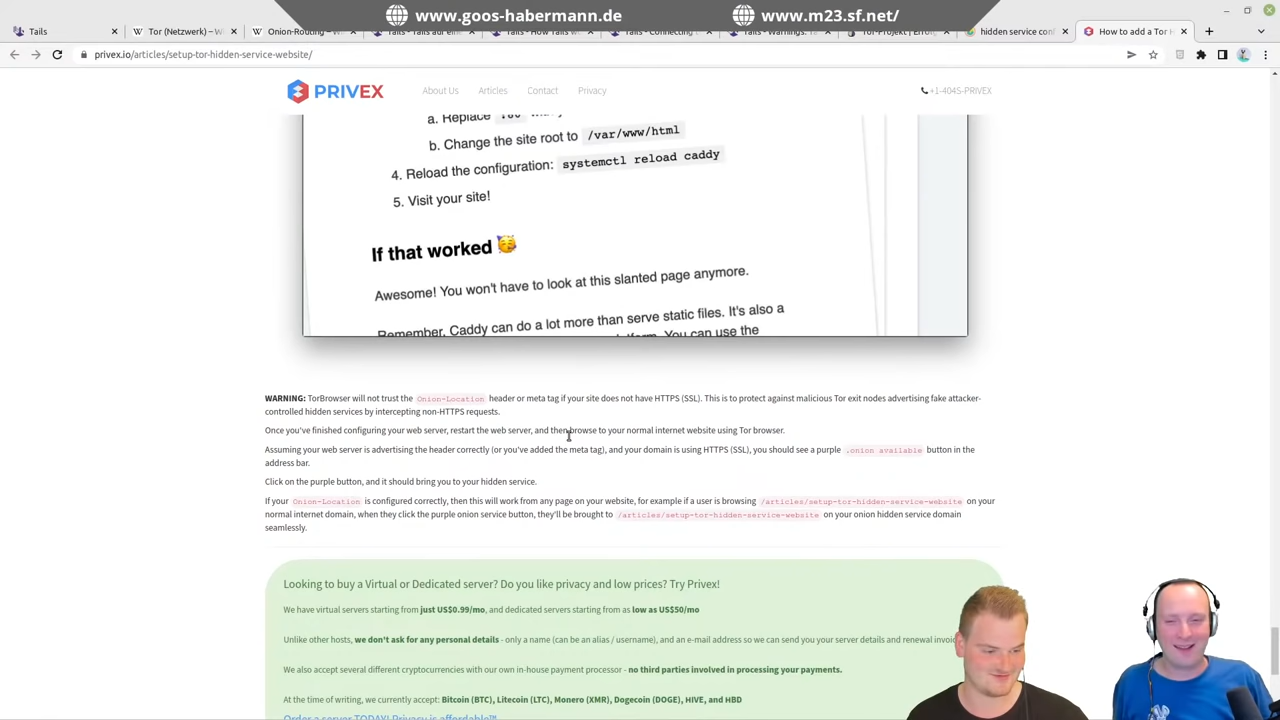 www.goos-habermann.de
www.m23.sf.net/
Tails
Tor (Netzwerk) – Wi
Onion-Routing – Wi
Tails - Warnings: T
hidden service con
How to add a Tor H
privex.io/articles/setup-tor-hidden-service-website/
PRIVEX
About Us
Articles
Contact
Privacy
+1-404S-PRIVEX
a. Replace :80
b. Change the site root to /var/www/html
4. Reload the configuration: systemctl reload caddy
5. Visit your site!
If that worked 🥳
Awesome! You won't have to look at this slanted page anymore.
Remember, Caddy can do a lot more than serve static files. It's also a
You can use the
WARNING: TorBrowser will not trust the Onion-Location header or meta tag if your site does not have HTTPS (SSL). This is to protect against malicious Tor exit nodes advertising fake attacker-
controlled hidden services by intercepting non-HTTPS requests.
Once you've finished configuring your web server, restart the web server, and then browse to your normal internet website using Tor browser.
Assuming your web server is advertising the header correctly (or you've added the meta tag), and your domain is using HTTPS (SSL), you should see a purple .onion available button in the
address bar.
Click on the purple button, and it should bring you to your hidden service.
If your Onion-Location is configured correctly, then this will work from any page on your website, for example if a user is browsing /articles/setup-tor-hidden-service-website on your
normal internet domain, when they click the purple onion service button, they'll be brought to /articles/setup-tor-hidden-service-website on your onion hidden service domain
seamlessly.
Looking to buy a Virtual or Dedicated server? Do you like privacy and low prices? Try Privex!
We have virtual servers starting from just US$0.99/mo, and dedicated servers starting from as low as US$50/mo
Unlike other hosts, we don't ask for any personal details - only a name (can be an alias / username), and an e-mail address so we can send you your server details and renewal invoic
We also accept several different cryptocurrencies with our own in-house payment processor - no third parties involved in processing your payments.
At the time of writing, we currently accept: Bitcoin (BTC), Litecoin (LTC), Monero (XMR), Dogecoin (DOGE), HIVE, and HBD
Order a server TODAY! Privacy is affordable™